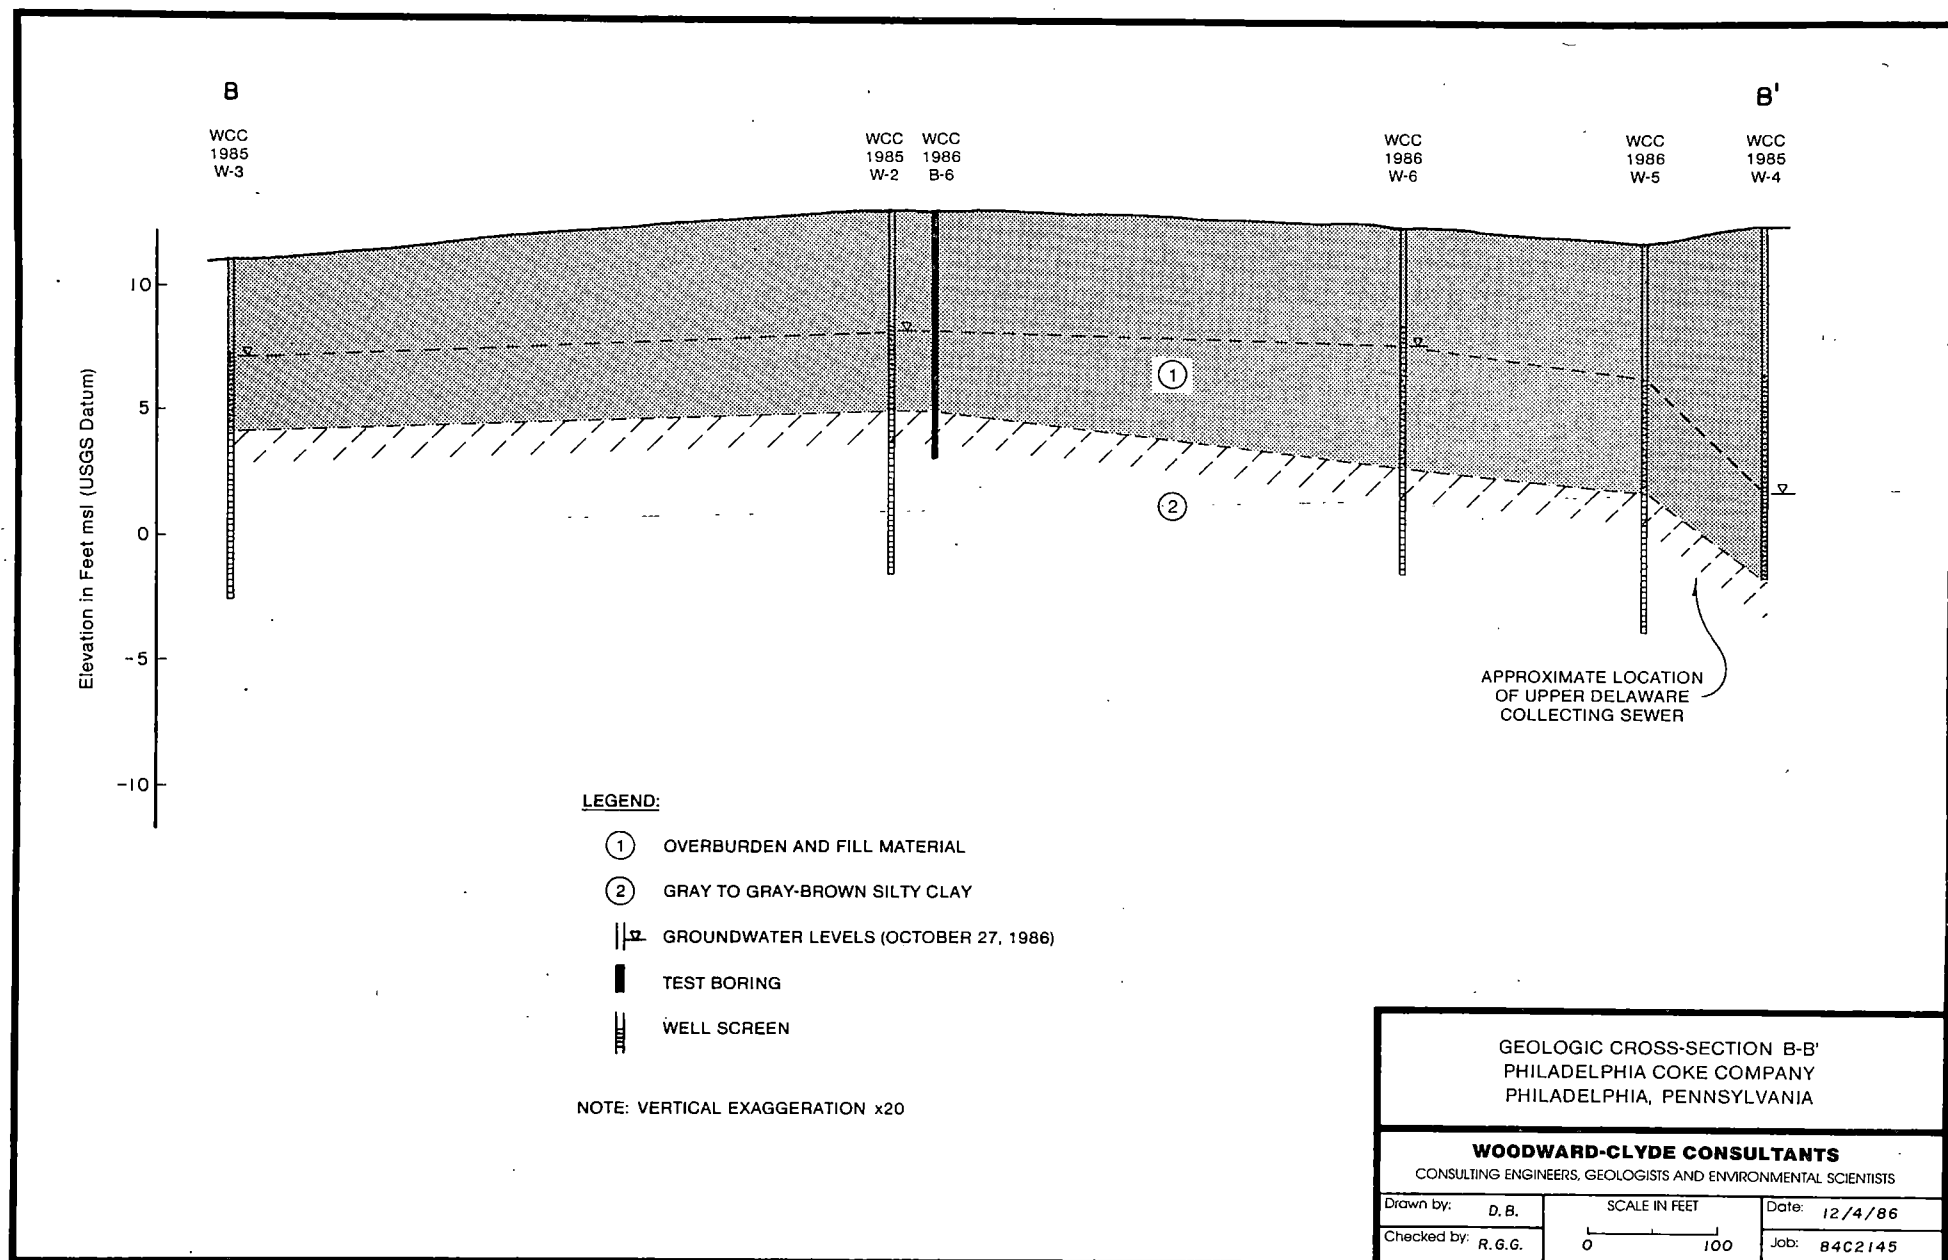 B
B'
WCC
1985
W-3
WCC
1985
W-2
WCC
1986
B-6
WCC
1986
W-6
WCC
1986
W-5
WCC
1985
W-4
Elevation in Feet msl (USGS Datum)
10
5
0
-5
-10
1
2
APPROXIMATE LOCATION
OF UPPER DELAWARE
COLLECTING SEWER
LEGEND:
1 OVERBURDEN AND FILL MATERIAL
2 GRAY TO GRAY-BROWN SILTY CLAY
GROUNDWATER LEVELS (OCTOBER 27, 1986)
TEST BORING
WELL SCREEN
NOTE: VERTICAL EXAGGERATION x20
GEOLOGIC CROSS-SECTION B-B'
PHILADELPHIA COKE COMPANY
PHILADELPHIA, PENNSYLVANIA
WOODWARD-CLYDE CONSULTANTS
CONSULTING ENGINEERS, GEOLOGISTS AND ENVIRONMENTAL SCIENTISTS
Drawn by: D.B.
Checked by: R.G.G.
SCALE IN FEET
0 100
Date: 12/4/86
Job: 84C2145